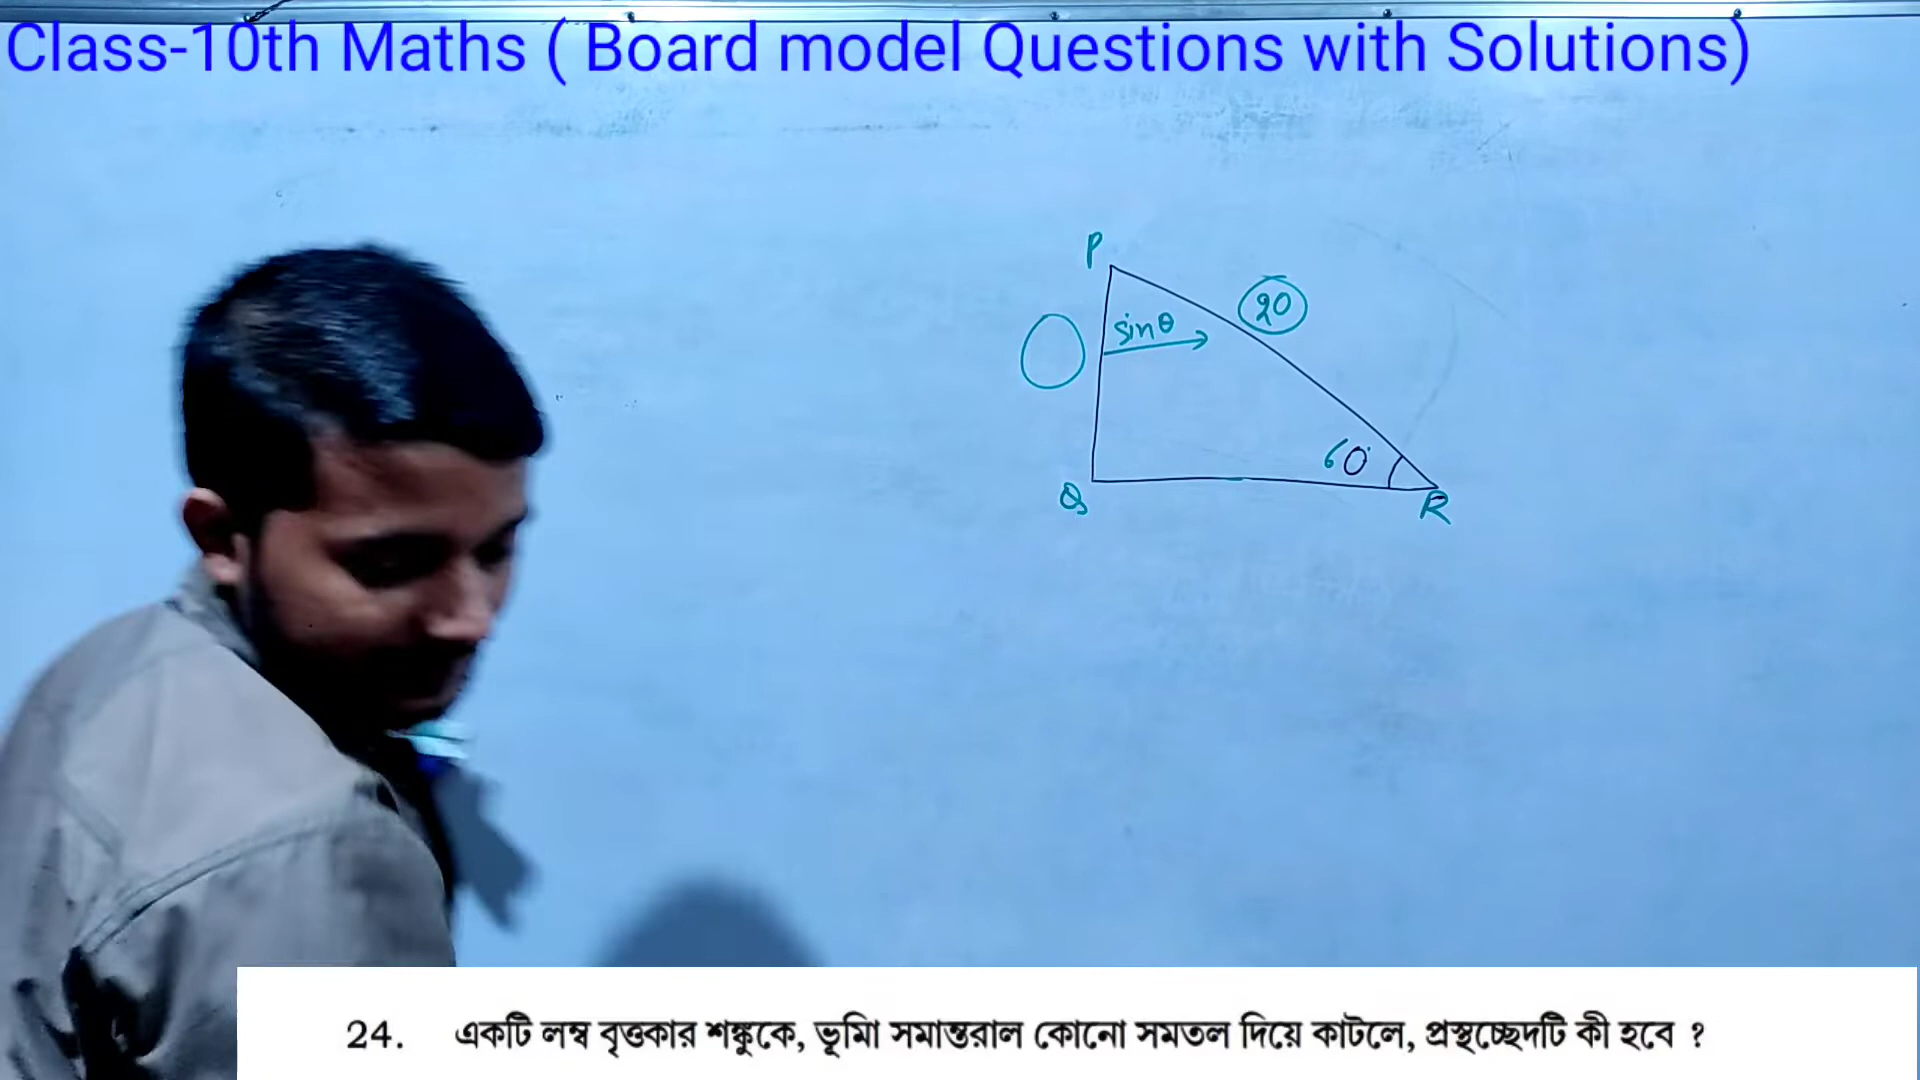 Class-10th Maths ( Board model Questions with Solutions)
P
20
sinθ
60°
Q
R
24. একটি লম্ব বৃত্তকার শঙ্কুকে, ভূমিা সমান্তরাল কোনো সমতল দিয়ে কাটলে, প্রস্থচ্ছেদটি কী হবে ?